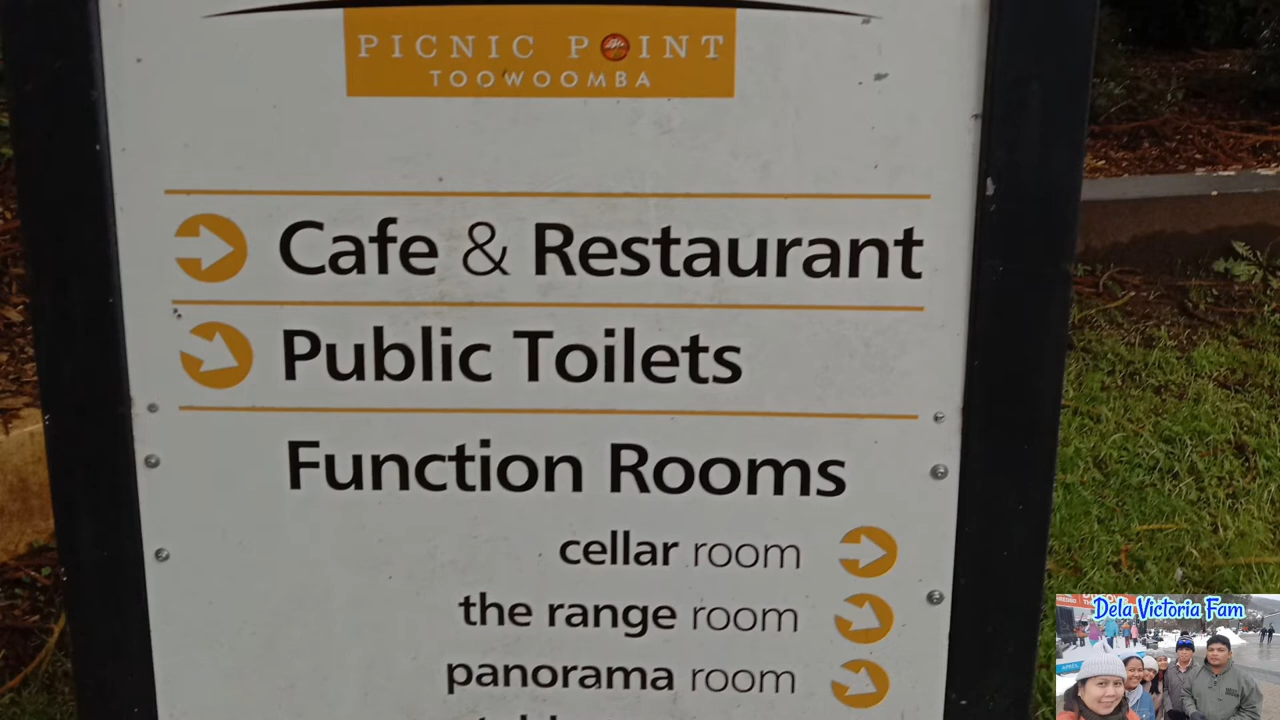 PICNIC POINT
TOOWOOMBA
Cafe & Restaurant
Public Toilets
Function Rooms
cellar room
the range room
panorama room
Dela Victoria Fam